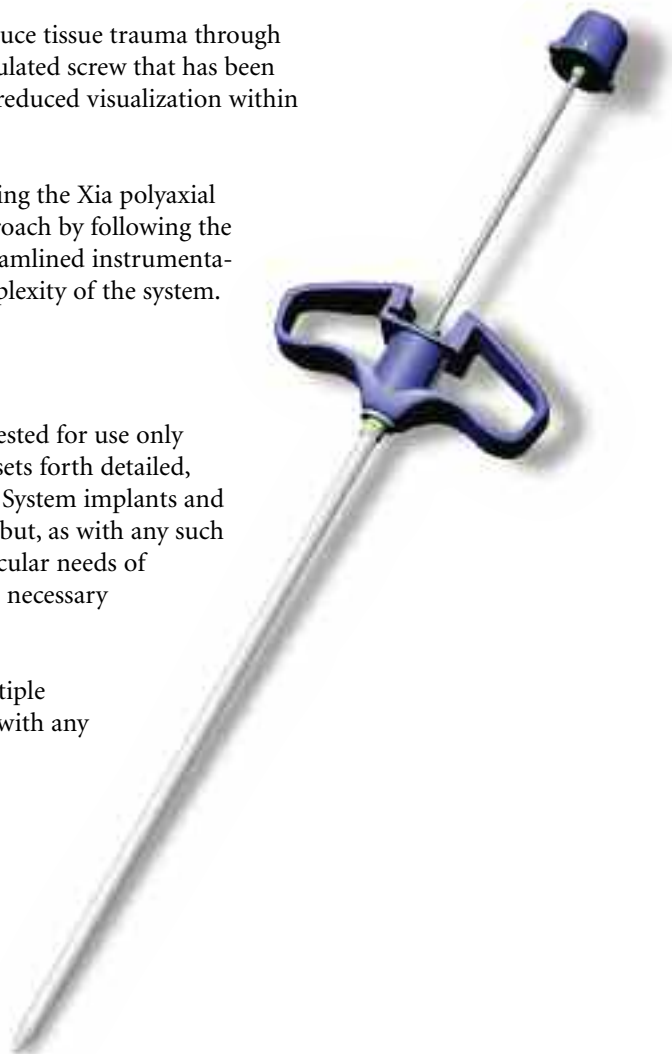 uce tissue trauma through
ulated screw that has been
reduced visualization within
ing the Xia polyaxial
roach by following the
eamlined instrumenta-
plexity of the system.
ested for use only
sets forth detailed,
System implants and
but, as with any such
cular needs of
necessary
tiple
with any